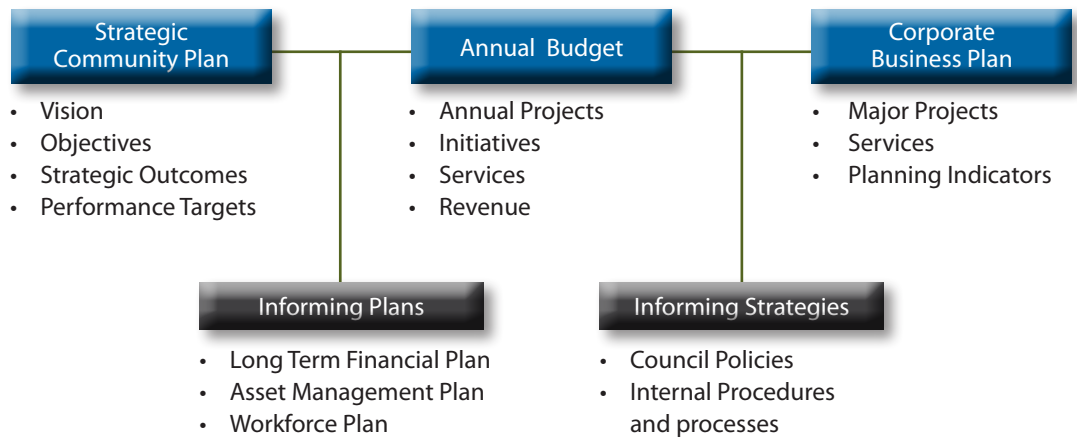 Strategic
Community Plan
• Vision
• Objectives
• Strategic Outcomes
• Performance Targets
Annual Budget
• Annual Projects
• Initiatives
• Services
• Revenue
Corporate
Business Plan
• Major Projects
• Services
• Planning Indicators
Informing Plans
• Long Term Financial Plan
• Asset Management Plan
• Workforce Plan
Informing Strategies
• Council Policies
• Internal Procedures
and processes